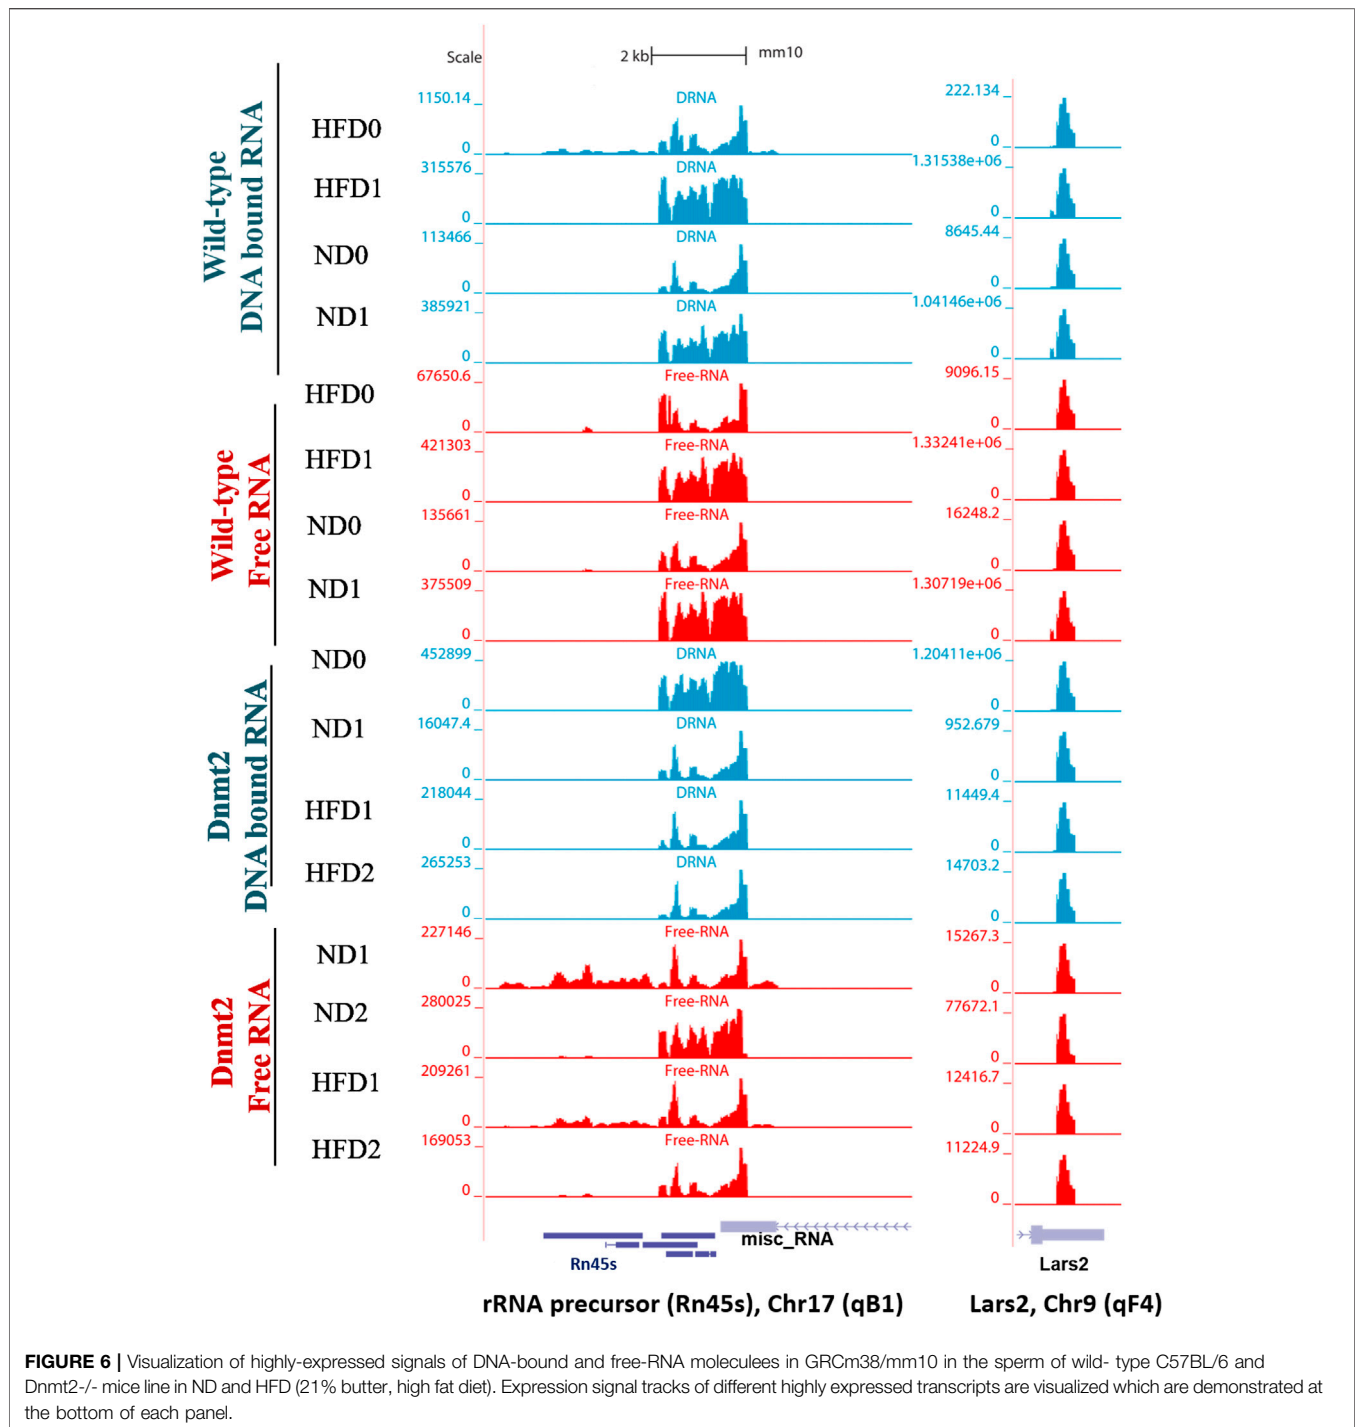 Scale 2 kb mm10
Wild-type
DNA bound RNA
HFD0 1150.14 0 DRNA 222.134 0
HFD1 315576 0 DRNA 1.31538e+06 0
ND0 113466 0 DRNA 8645.44 0
ND1 385921 0 DRNA 1.04146e+06 0
Wild-type
Free RNA
HFD0 67650.6 0 Free-RNA 9096.15 0
HFD1 421303 0 Free-RNA 1.33241e+06 0
ND0 135661 0 Free-RNA 16248.2 0
ND1 375509 0 Free-RNA 1.30719e+06 0
Dnmt2
DNA bound RNA
ND0 452899 0 DRNA 1.20411e+06 0
ND1 16047.4 0 DRNA 952.679 0
HFD1 218044 0 DRNA 11449.4 0
HFD2 265253 0 DRNA 14703.2 0
Dnmt2
Free RNA
ND1 227146 0 Free-RNA 15267.3 0
ND2 280025 0 Free-RNA 77672.1 0
HFD1 209261 0 Free-RNA 12416.7 0
HFD2 169053 0 Free-RNA 11224.9 0
misc_RNA
Rn45s Lars2
rRNA precursor (Rn45s), Chr17 (qB1) Lars2, Chr9 (qF4)
FIGURE 6 | Visualization of highly-expressed signals of DNA-bound and free-RNA moleculees in GRCm38/mm10 in the sperm of wild- type C57BL/6 and
Dnmt2-/- mice line in ND and HFD (21% butter, high fat diet). Expression signal tracks of different highly expressed transcripts are visualized which are demonstrated at
the bottom of each panel.